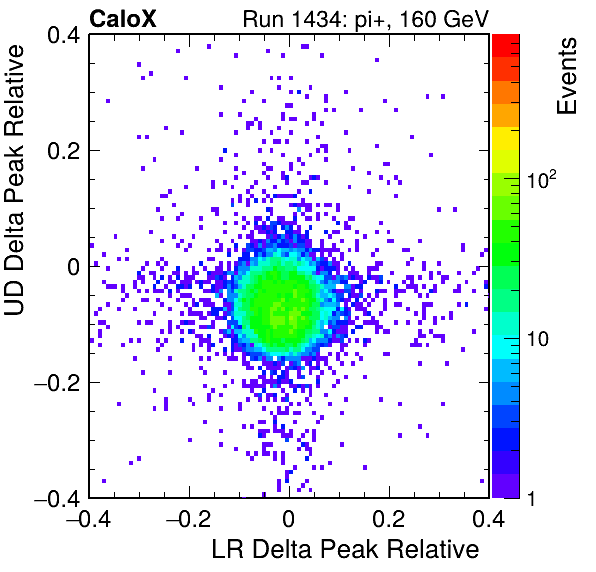 CaloX Run 1434: pi+, 160 GeV
UD Delta Peak Relative
0.4
0.2
0
−0.2
−0.4
−0.4 −0.2 0 0.2 0.4
LR Delta Peak Relative
Events
10²
10
1